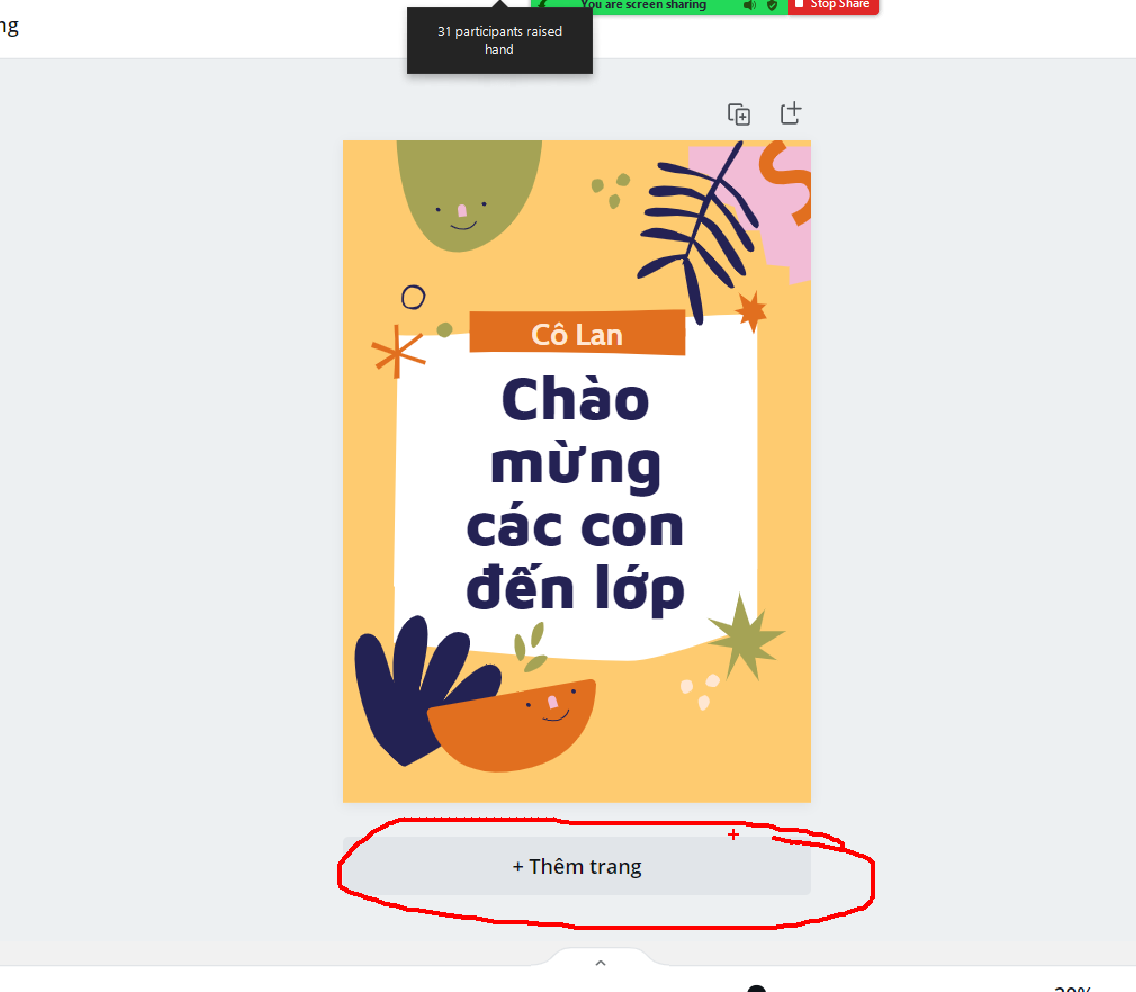 ng
You are screen sharing
Stop Share
31 participants raised
hand
Cô Lan
Chào
mừng
các con
đến lớp
+ Thêm trang